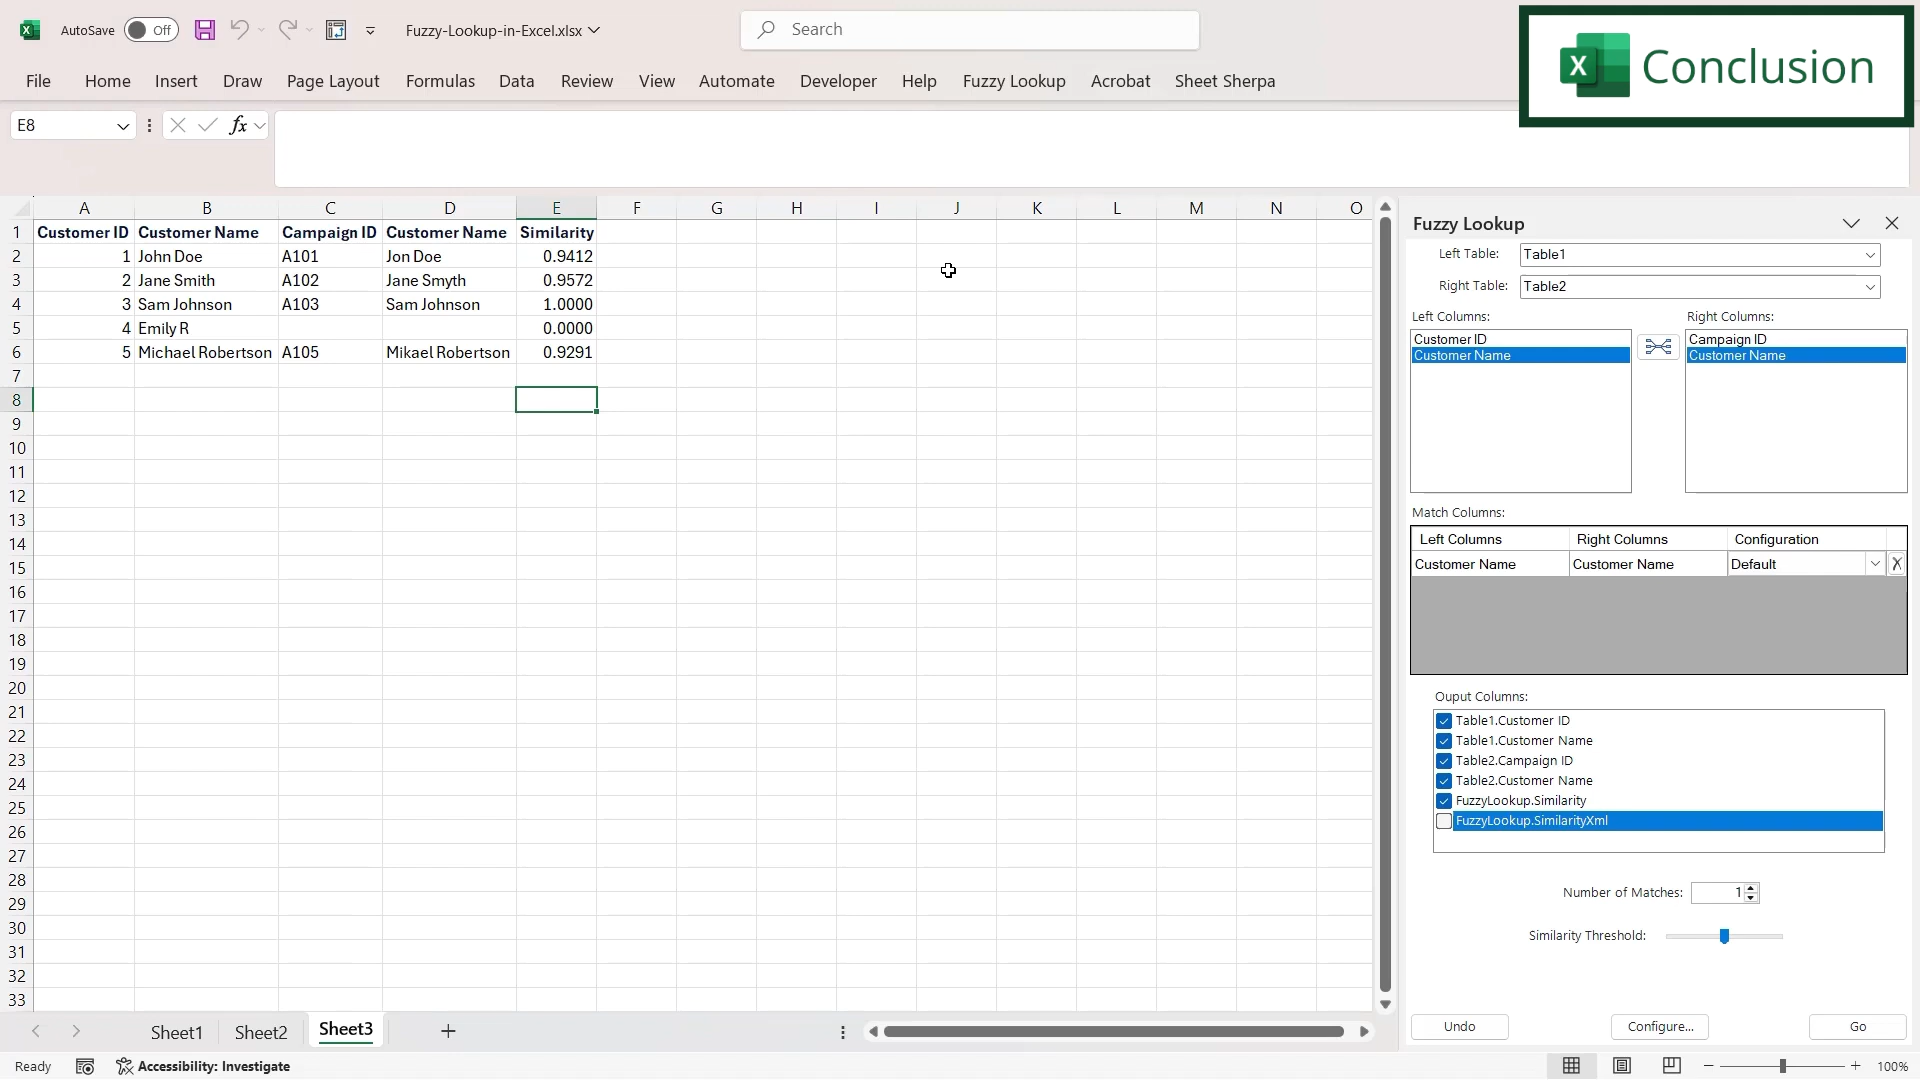 AutoSave Off Fuzzy-Lookup-in-Excel.xlsx Search
X Conclusion
File Home Insert Draw Page Layout Formulas Data Review View Automate Developer Help Fuzzy Lookup Acrobat Sheet Sherpa
E8 fx
A B C D E F G H I J K L M N O
1 Customer ID Customer Name Campaign ID Customer Name Similarity
2 1 John Doe A101 Jon Doe 0.9412
3 2 Jane Smith A102 Jane Smyth 0.9572
4 3 Sam Johnson A103 Sam Johnson 1.0000
5 4 Emily R 0.0000
6 5 Michael Robertson A105 Mikael Robertson 0.9291
7
8
9
10
11
12
13
14
15
16
17
18
19
20
21
22
23
24
25
26
27
28
29
30
31
32
33
Fuzzy Lookup
Left Table: Table1
Right Table: Table2
Left Columns: Right Columns:
Customer ID Campaign ID
Customer Name Customer Name
Match Columns:
Left Columns Right Columns Configuration
Customer Name Customer Name Default X
Ouput Columns:
Table1.Customer ID
Table1.Customer Name
Table2.Campaign ID
Table2.Customer Name
FuzzyLookup.Similarity
FuzzyLookup.SimilarityXml
Number of Matches: 1
Similarity Threshold:
Undo Configure... Go
Sheet1 Sheet2 Sheet3
Ready Accessibility: Investigate 100%